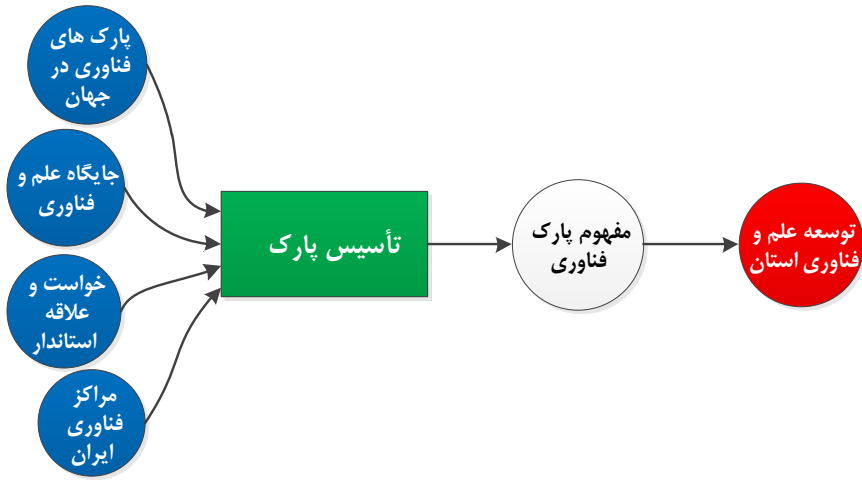 پارک های
فناوری در
جهان
جایگاه علم و
فناوری
خواست و
علاقه
استاندار
مراکز
فناوری
ایران
تأسیس پارک
مفهوم پارک
فناوری
توسعه علم و
فناوری استان